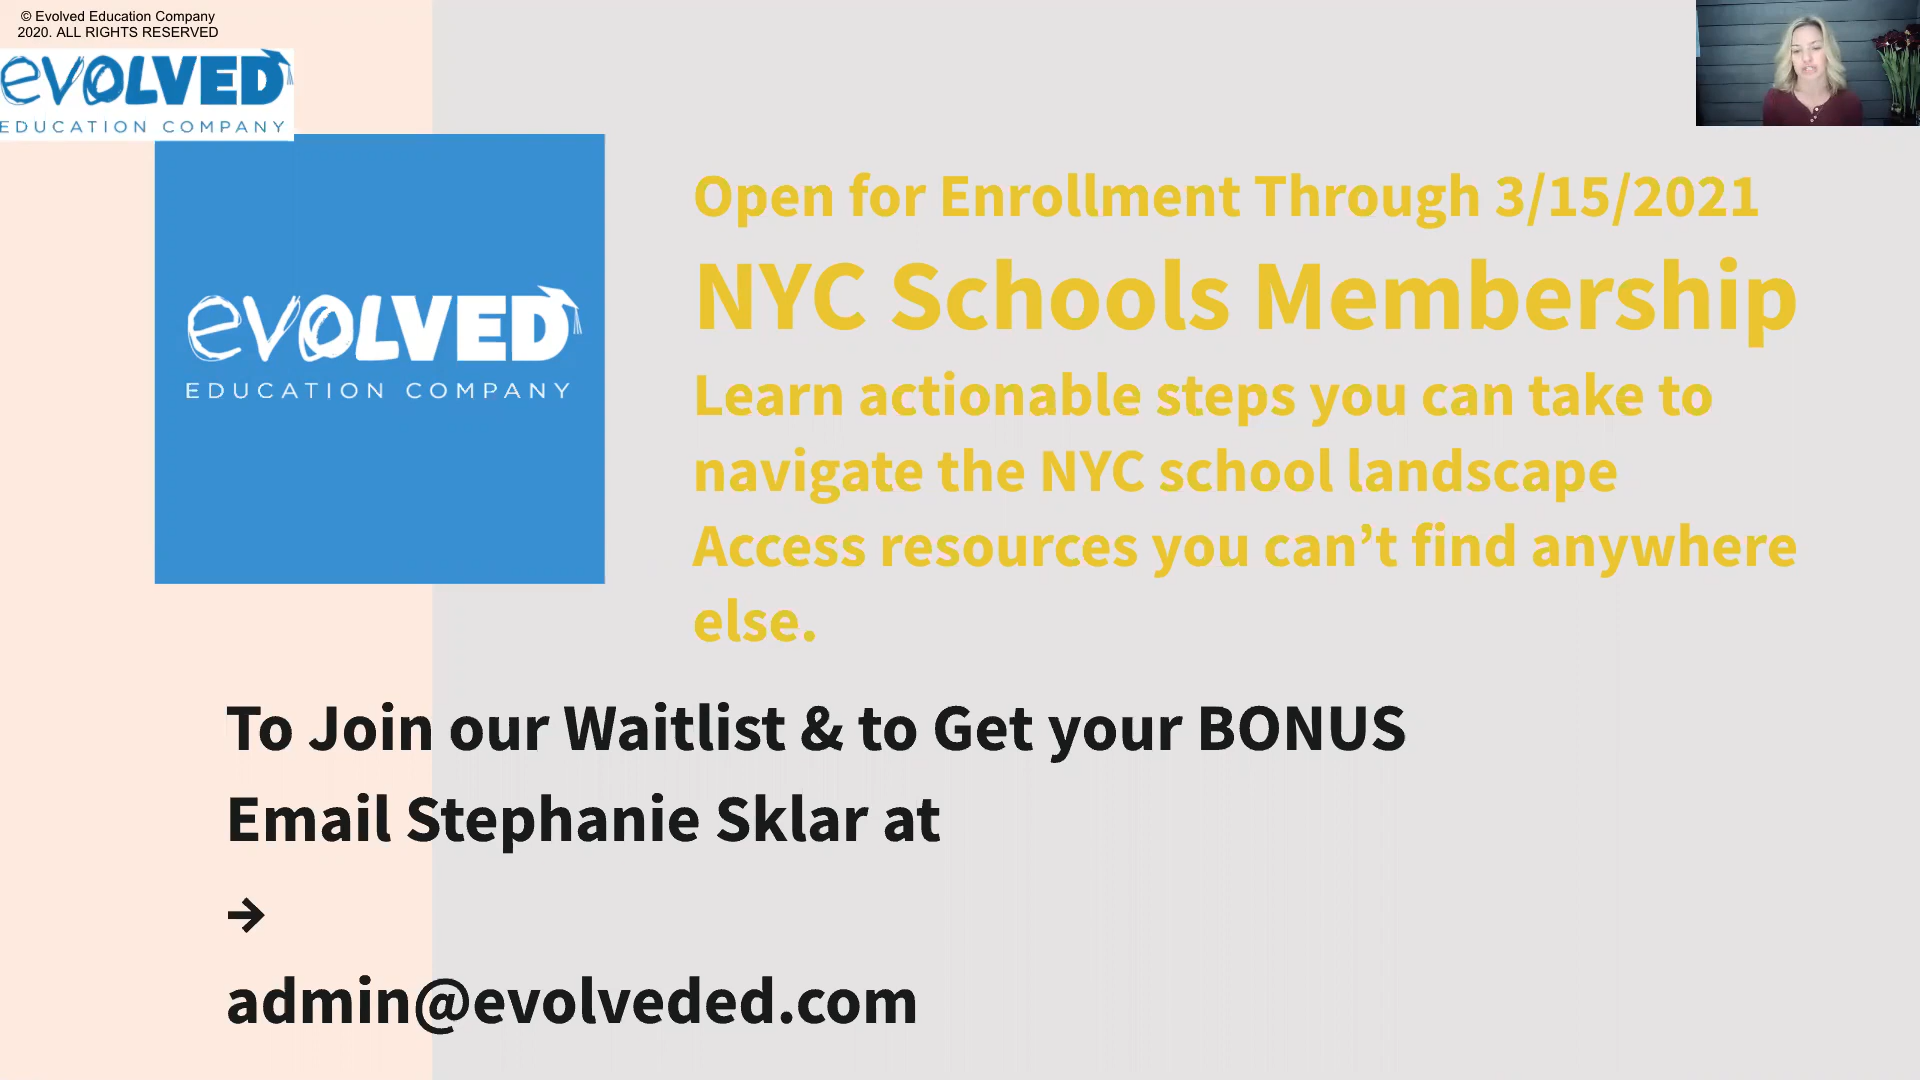 © Evolved Education Company
2020. ALL RIGHTS RESERVED
evOLVED
EDUCATION COMPANY
evOLVED
EDUCATION COMPANY
Open for Enrollment Through 3/15/2021
NYC Schools Membership
Learn actionable steps you can take to
navigate the NYC school landscape
Access resources you can’t find anywhere
else.
To Join our Waitlist & to Get your BONUS
Email Stephanie Sklar at
→
admin@evolveded.com